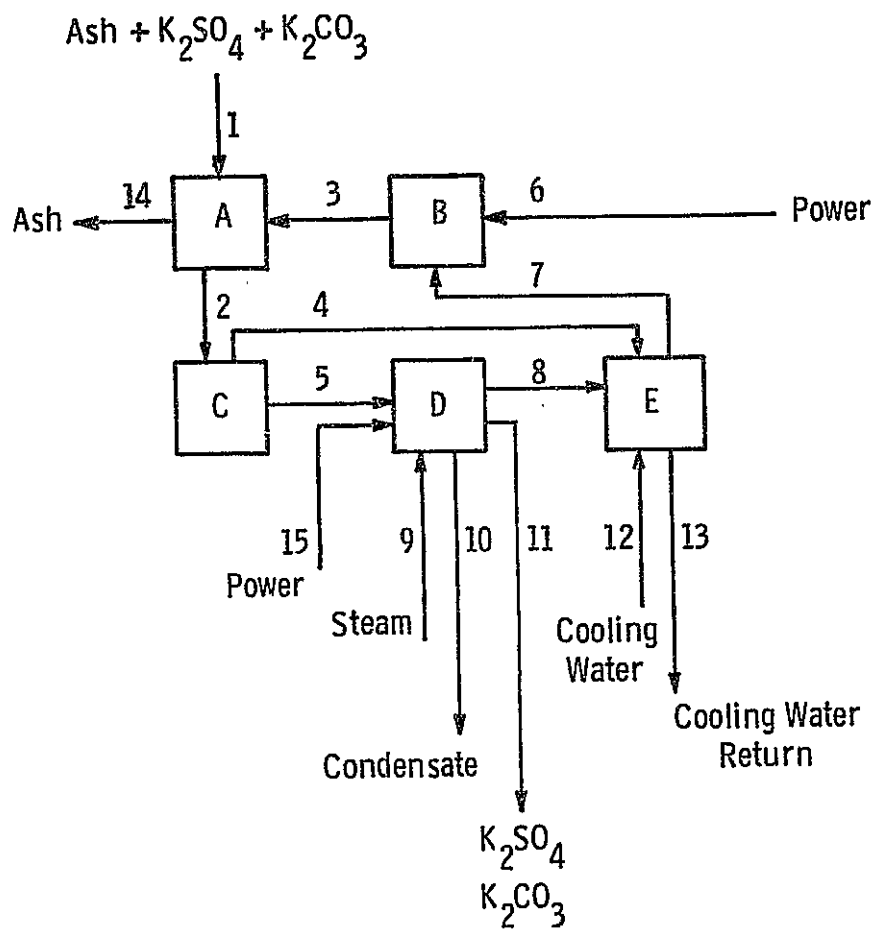 Ash + K₂SO₄ + K₂CO₃
1
14
3
6
Ash
A
B
Power
2
4
7
5
8
C
D
E
15
9
10
11
12
13
Power
Steam
Cooling
Water
Condensate
Cooling Water
Return
K₂SO₄
K₂CO₃